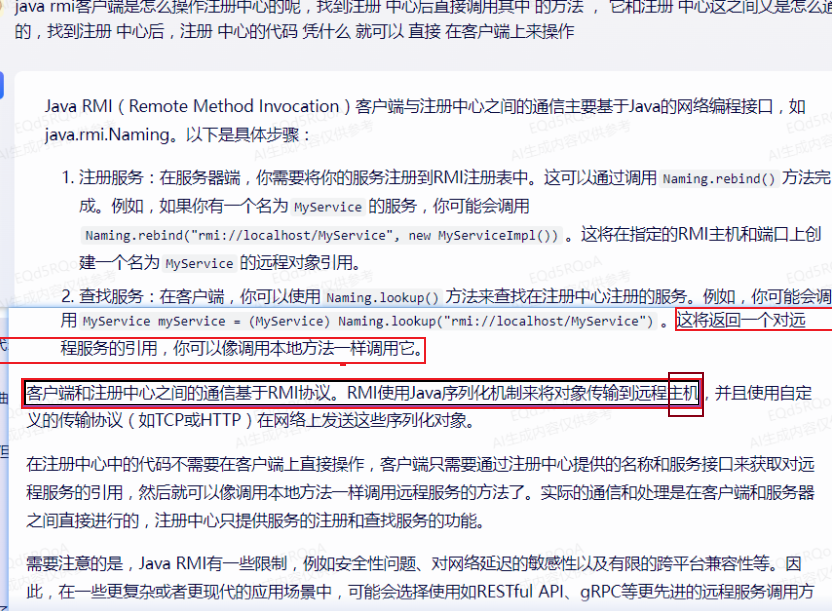 java rmi客户端是怎么操作注册中心的呢，找到注册 中心后直接调用其中 的方法 ， 它和注册 中心这之间又是怎么通
的，找到注册 中心后，注册 中心的代码 凭什么 就可以 直接 在客户端上来操作
Java RMI（Remote Method Invocation）客户端与注册中心之间的通信主要基于Java的网络编程接口，如
java.rmi.Naming。以下是具体步骤：
1. 注册服务：在服务器端，你需要将你的服务注册到RMI注册表中。这可以通过调用 Naming.rebind() 方法完
成。例如，如果你有一个名为 MyService 的服务，你可能会调用
Naming.rebind("rmi://localhost/MyService", new MyServiceImpl()) 。这将在指定的RMI主机和端口上创
建一个名为 MyService 的远程对象引用。
2. 查找服务：在客户端，你可以使用 Naming.lookup() 方法来查找在注册中心注册的服务。例如，你可能会调
用 MyService myService = (MyService) Naming.lookup("rmi://localhost/MyService") 。这将返回一个对远
程服务的引用，你可以像调用本地方法一样调用它。
客户端和注册中心之间的通信基于RMI协议。RMI使用Java序列化机制来将对象传输到远程主机，并且使用自定
义的传输协议（如TCP或HTTP）在网络上发送这些序列化对象。
在注册中心中的代码不需要在客户端上直接操作，客户端只需要通过注册中心提供的名称和服务接口来获取对远
程服务的引用，然后就可以像调用本地方法一样调用远程服务的方法了。实际的通信和处理是在客户端和服务器
之间直接进行的，注册中心只提供服务的注册和查找服务的功能。
需要注意的是，Java RMI有一些限制，例如安全性问题、对网络延迟的敏感性以及有限的跨平台兼容性等。因
此，在一些更复杂或者更现代的应用场景中，可能会选择使用如RESTful API、gRPC等更先进的远程服务调用方